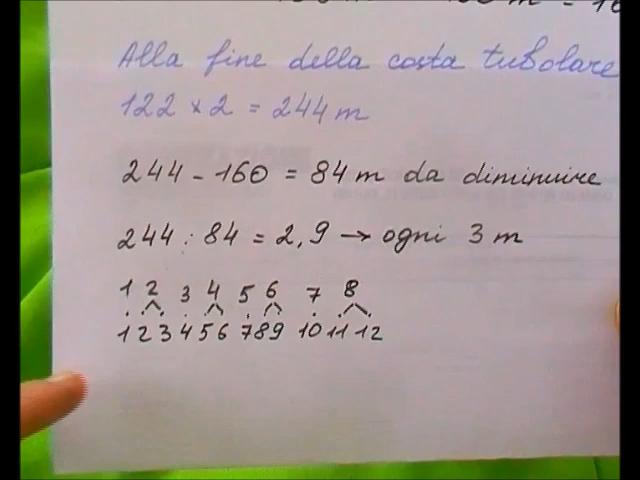 Alla fine della costa tubolare
122 x 2 = 244 m
244 - 160 = 84 m da diminuire
244 : 84 = 2,9 → ogni 3 m
1 2 3 4 5 6 7 8
1 2 3 4 5 6 7 8 9 10 11 12